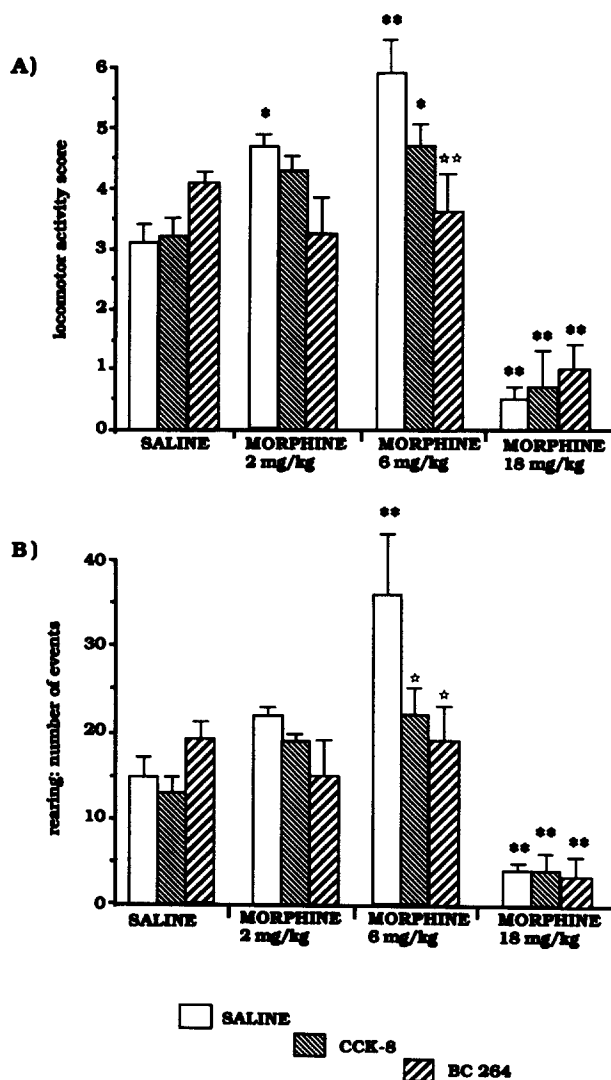 A)
locomotor activity score
6
5
4
3
2
1
0
**
*
*
☆☆
**
**
**
SALINE
MORPHINE
2 mg/kg
MORPHINE
6 mg/kg
MORPHINE
18 mg/kg
B)
rearing: number of events
40
30
20
10
0
**
☆
☆
**
**
**
SALINE
MORPHINE
2 mg/kg
MORPHINE
6 mg/kg
MORPHINE
18 mg/kg
SALINE
CCK-8
BC 264